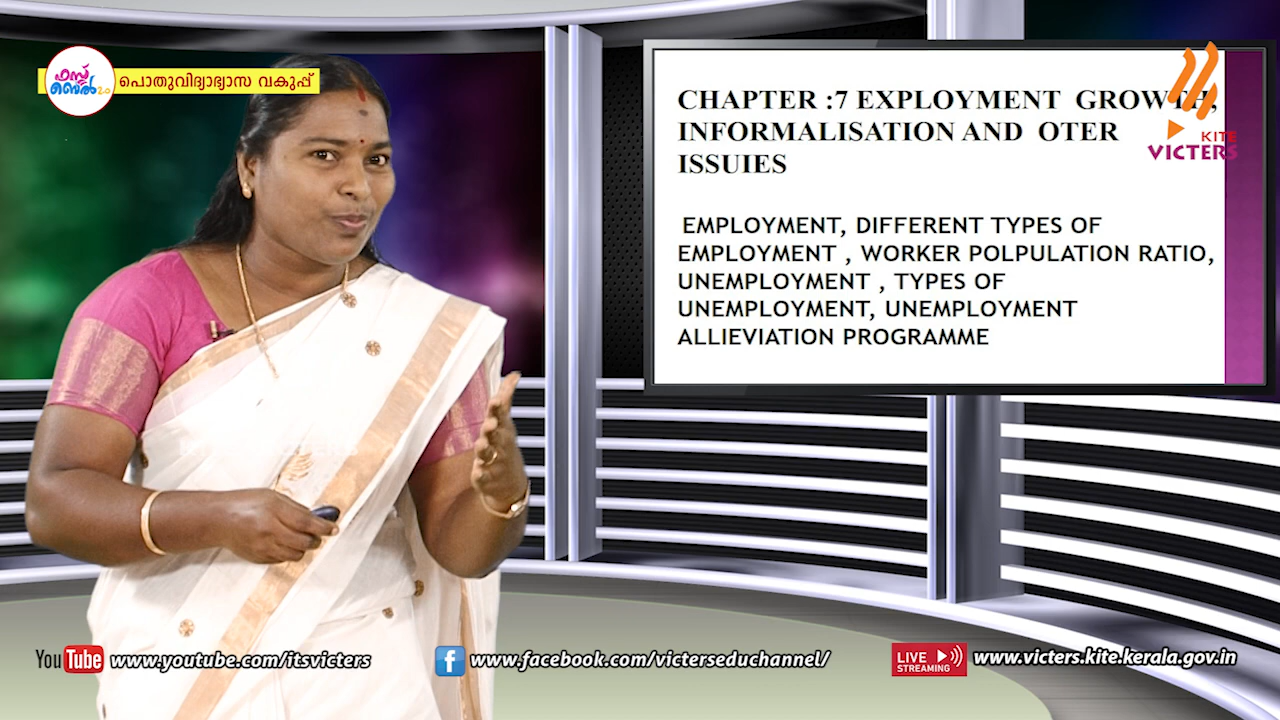 ഫസ്റ്റ്
ബെൽ 2.0
പൊതുവിദ്യാഭ്യാസ വകുപ്പ്
CHAPTER :7 EXPLOYMENT GROWTH,
INFORMALISATION AND OTER
ISSUIES
KITE
VICTERS
EMPLOYMENT, DIFFERENT TYPES OF
EMPLOYMENT , WORKER POLPULATION RATIO,
UNEMPLOYMENT , TYPES OF
UNEMPLOYMENT, UNEMPLOYMENT
ALLIEVIATION PROGRAMME
YouTube www.youtube.com/itsvicters
f www.facebook.com/victerseduchannel/
LIVE
STREAMING
www.victers.kite.kerala.gov.in